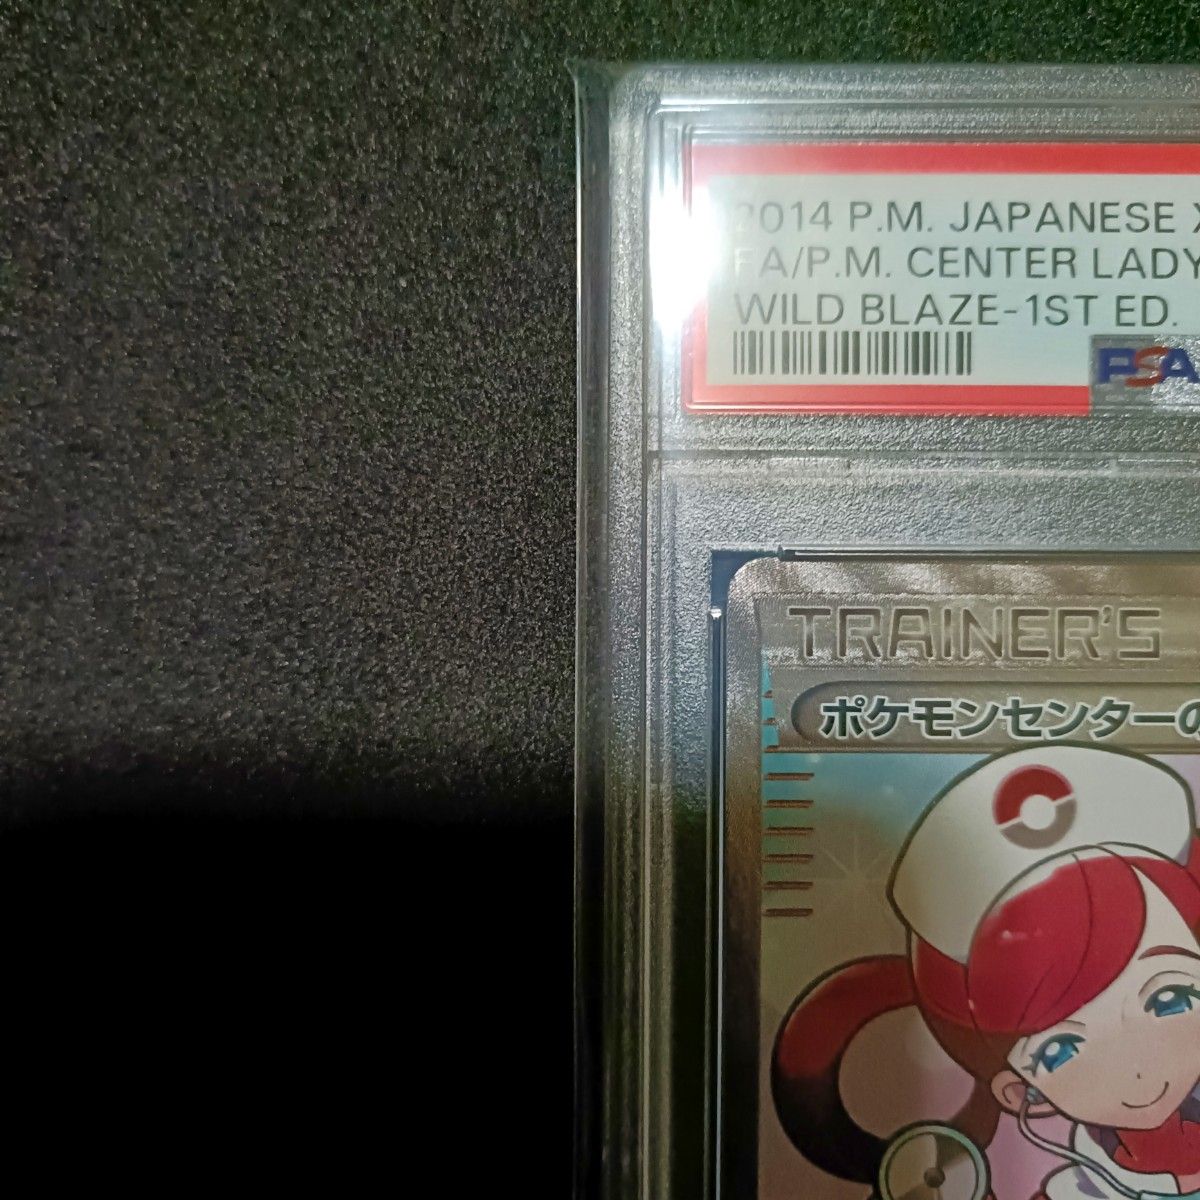 2014 P.M. JAPANESE X
FA/P.M. CENTER LADY
WILD BLAZE-1ST ED.
PSA
TRAINER'S
ポケモンセンターの